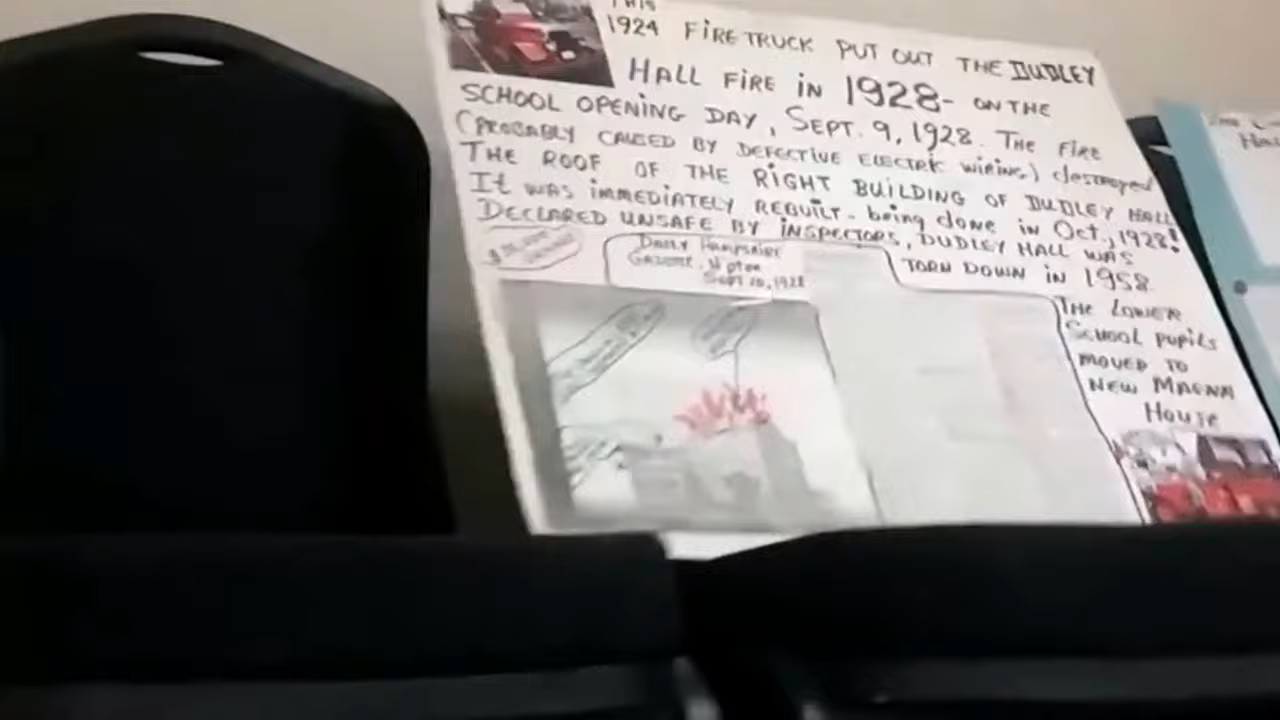 THIS
1924 FIRE TRUCK PUT OUT THE DUDLEY
HALL FIRE in 1928- ON THE
SCHOOL OPENING DAY, SEPT. 9, 1928. THE FIRE
(PROBABLY CAUSED BY DEFECTIVE ELECTRIC wiring) destroyed
THE ROOF OF THE RIGHT BUILDING OF DUDLEY HALL
IT WAS IMMEDIATELY REBUILT - being done in Oct., 1928!
DECLARED UNSAFE BY INSPECTORS, DUDLEY HALL WAS
TORN DOWN IN 1958
DAILY HAMPSHIRE
GAZETTE
SEPT 10, 1928
THE LOWER
SCHOOL pupils
MOVED TO
NEW MAGNA
HOUSE